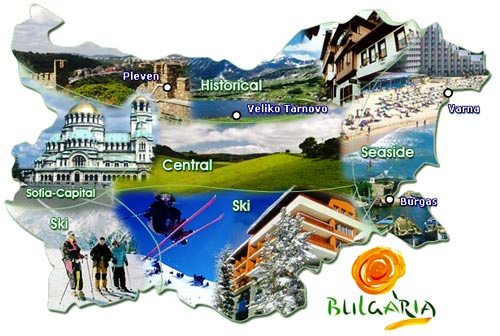 Pleven
Historical
Veliko Tarnovo
Varna
Central
Seaside
Sofia-Capital
Burgas
Ski
Ski
BULGARIA